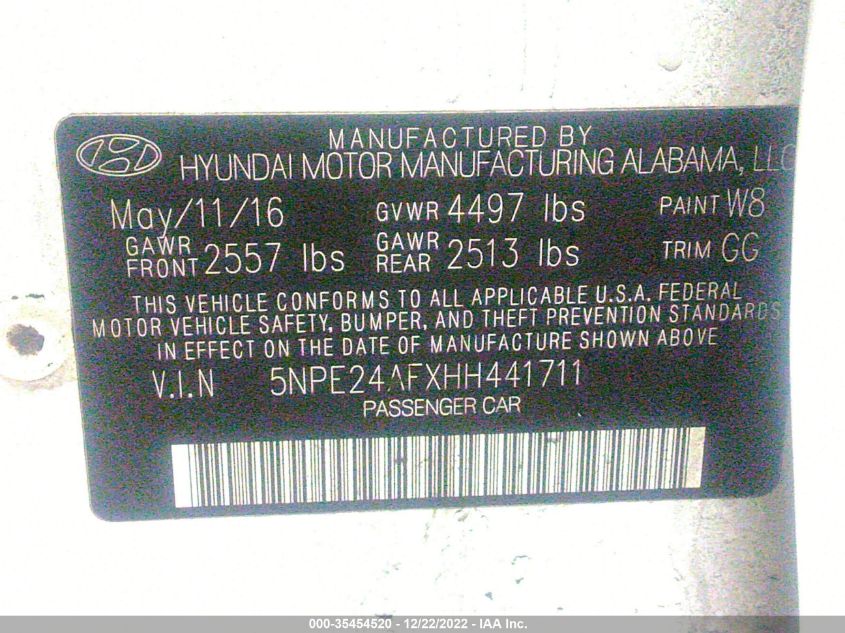 MANUFACTURED BY
HYUNDAI MOTOR MANUFACTURING ALABAMA, LLC
May/11/16 GVWR 4497 lbs PAINT W8
GAWR FRONT 2557 lbs GAWR REAR 2513 lbs TRIM GG
THIS VEHICLE CONFORMS TO ALL APPLICABLE U.S.A. FEDERAL
MOTOR VEHICLE SAFETY, BUMPER, AND THEFT PREVENTION STANDARDS
IN EFFECT ON THE DATE OF MANUFACTURE SHOWN ABOVE
V.I.N 5NPE24AFXHH441711
PASSENGER CAR
000-35454520 - 12/22/2022 - IAA Inc.